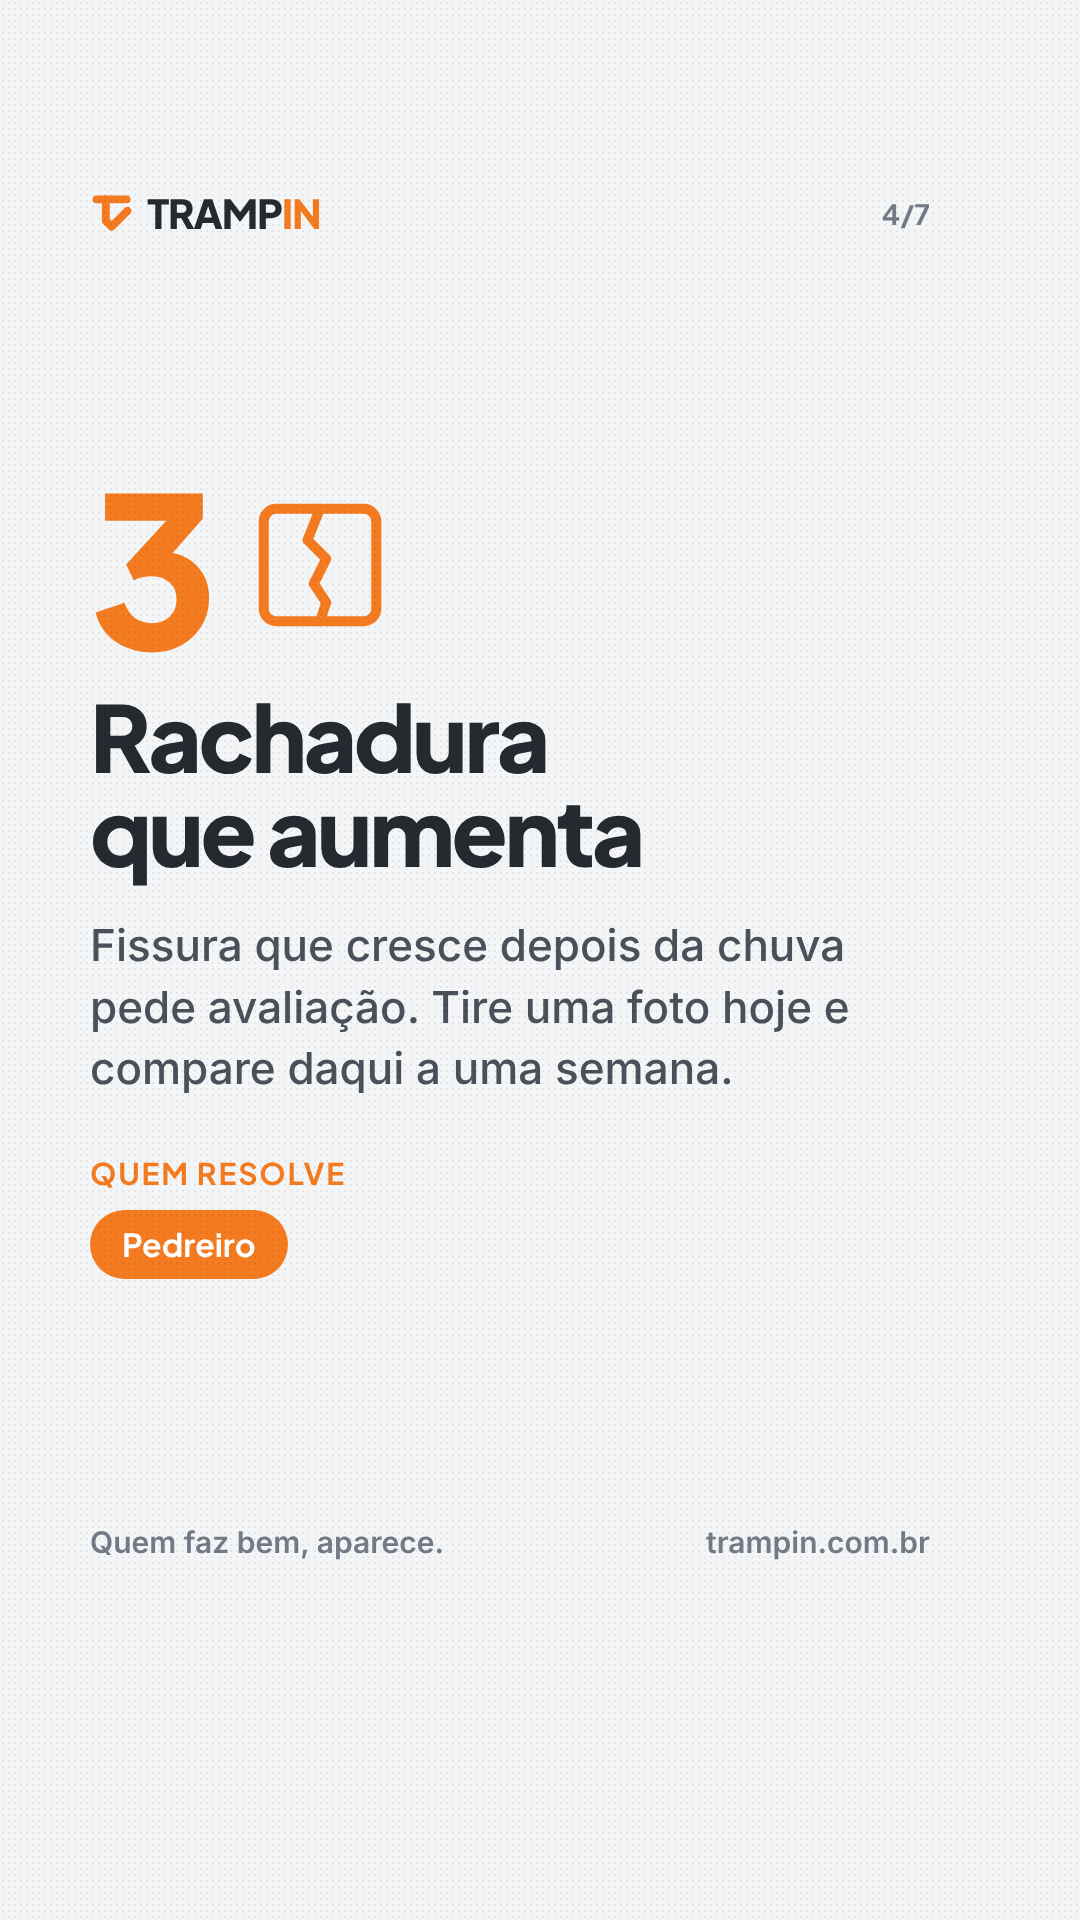 TRAMPIN
4/7
3
Rachadura
que aumenta
Fissura que cresce depois da chuva
pede avaliação. Tire uma foto hoje e
compare daqui a uma semana.
QUEM RESOLVE
Pedreiro
Quem faz bem, aparece.
trampin.com.br